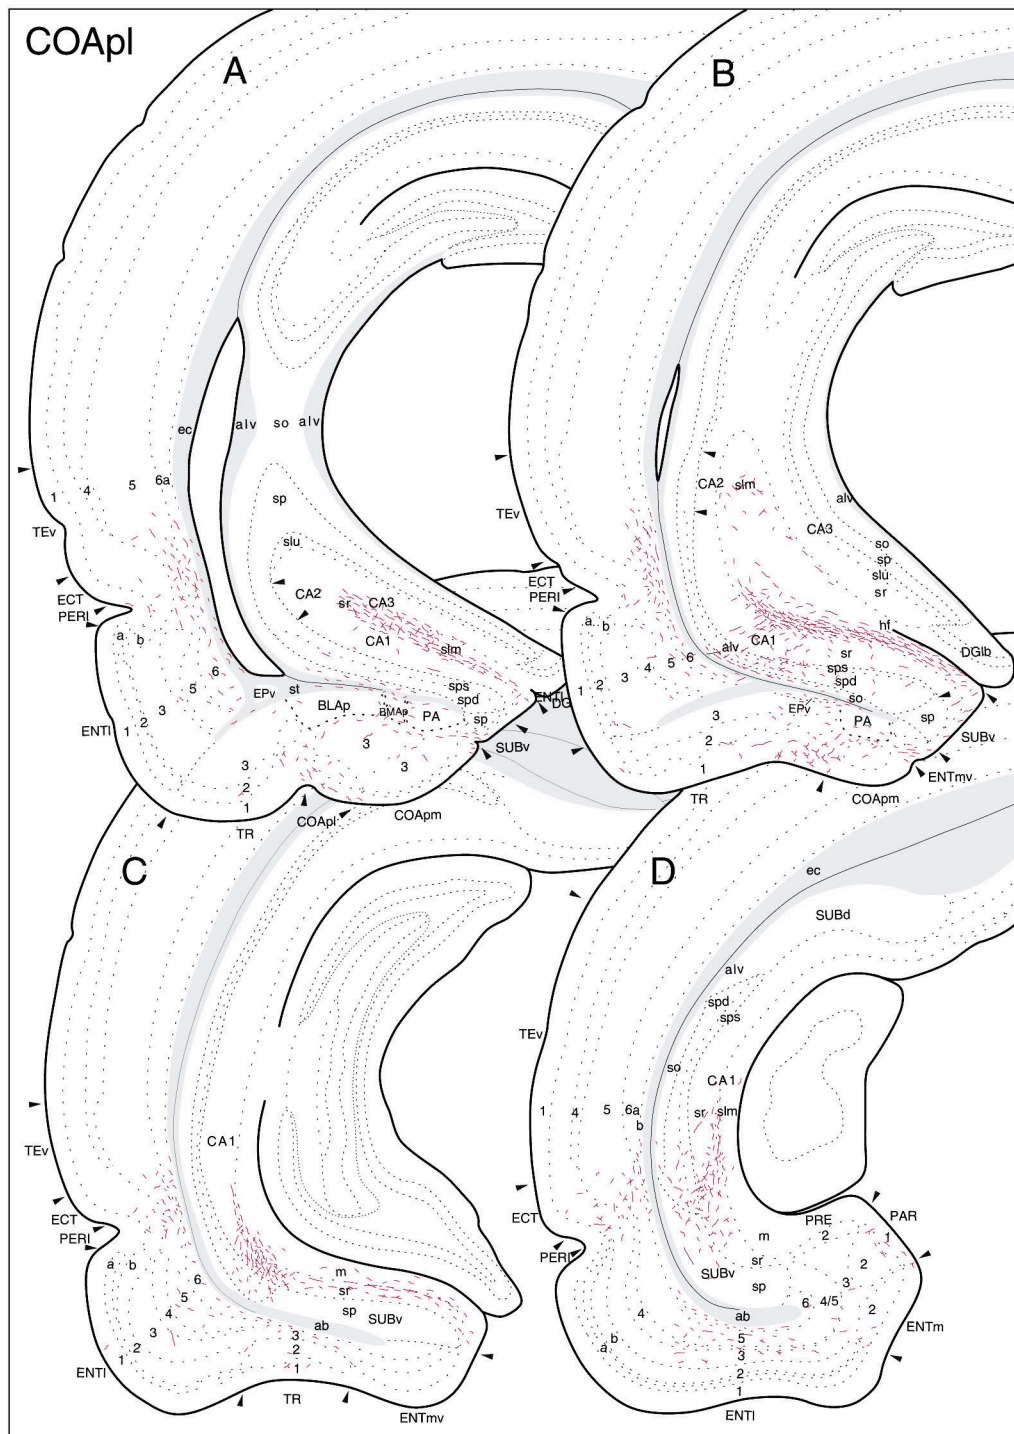 COApl
A
B
ec
alv
so
alv
1
4
5
6a
TEv
sp
slu
CA2
sr
CA3
CA1
slm
ECT
PERI
a
b
6
5
3
2
1
ENTl
EPv
st
BLAp
BMAp
PA
sps
spd
sp
3
3
3
2
1
TR
COApl
COApm
SUBv
ENTl
DG
TEv
CA2
slm
alv
CA3
so
sp
slu
sr
hf
DGlb
ECT
PERI
a
b
1
2
3
4
5
6
alv
CA1
sr
sps
spd
so
EPv
PA
sp
3
2
1
TR
COApm
ENTmv
SUBv
C
D
CA1
TEv
ECT
PERI
a
b
6
5
4
3
2
1
ENTl
m
sr
sp
SUBv
ab
3
2
1
TR
ENTmv
ec
SUBd
alv
spd
sps
TEv
so
CA1
1
4
5
6a
b
sr
slm
ECT
PERI
PRE
PAR
m
2
1
sr
2
SUBv
sp
3
6
4/5
2
4
ab
ENTm
b
a
5
3
2
1
ENTl